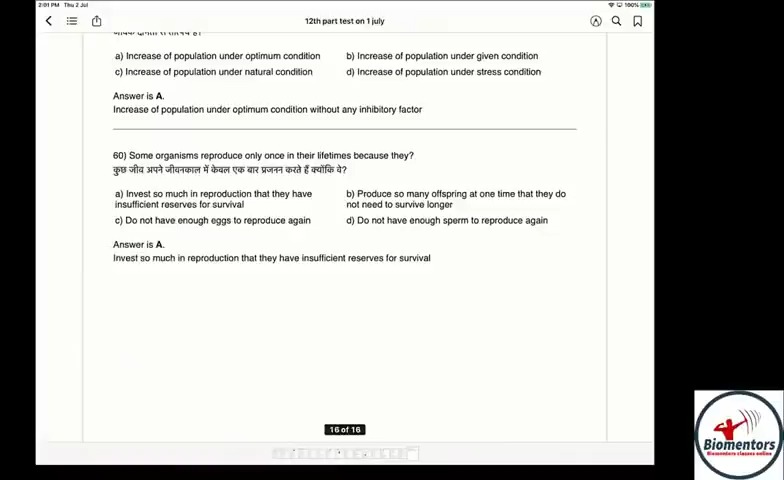 2:01 PM Thu 2 Jul
100%
12th part test on 1 july
a) Increase of population under optimum condition b) Increase of population under given condition
c) Increase of population under natural condition d) Increase of population under stress condition
Answer is A.
Increase of population under optimum condition without any inhibitory factor
60) Some organisms reproduce only once in their lifetimes because they?
कुछ जीव अपने जीवनकाल में केवल एक बार प्रजनन करते हैं क्योंकि वे?
a) Invest so much in reproduction that they have b) Produce so many offspring at one time that they do
insufficient reserves for survival not need to survive longer
c) Do not have enough eggs to reproduce again d) Do not have enough sperm to reproduce again
Answer is A.
Invest so much in reproduction that they have insufficient reserves for survival
16 of 16
Biomentors
Biomentors classes online